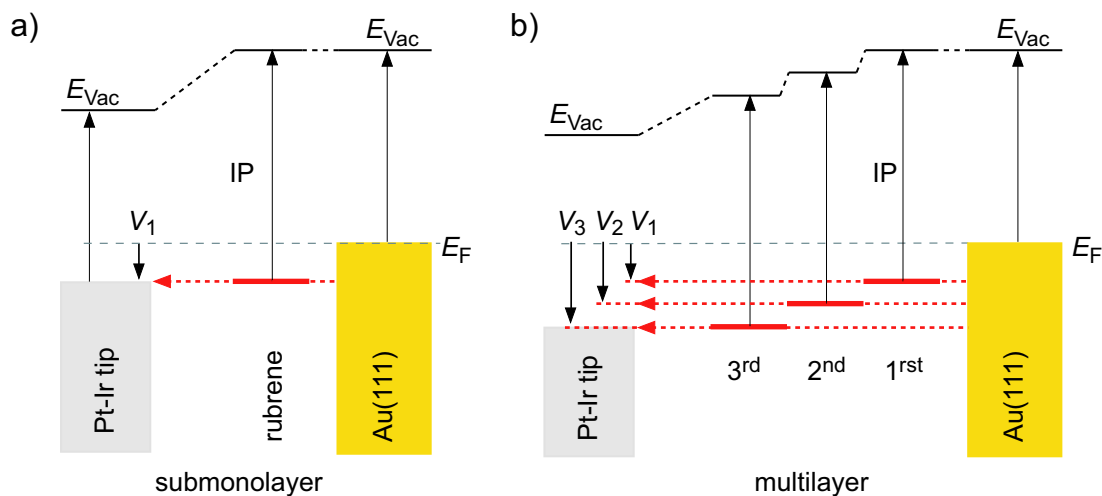 a)
EVac
EVac
EVac
IP
V1
EF
Pt-Ir tip
rubrene
Au(111)
submonolayer
b)
EVac
EVac
IP
V3
V2
V1
EF
3rd
2nd
1rst
Pt-Ir tip
Au(111)
multilayer